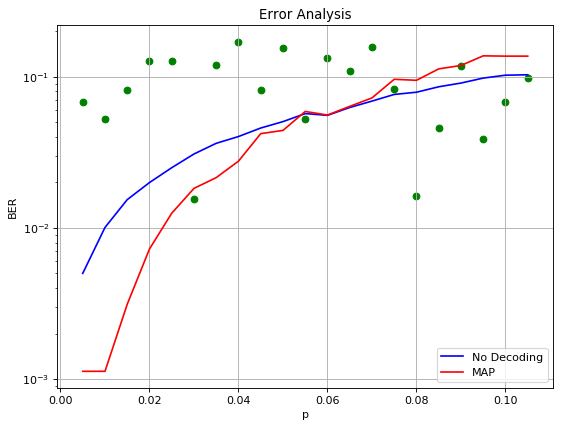 Error Analysis
BER
10⁻¹
10⁻²
10⁻³
0.00 0.02 0.04 0.06 0.08 0.10
p
No Decoding
MAP